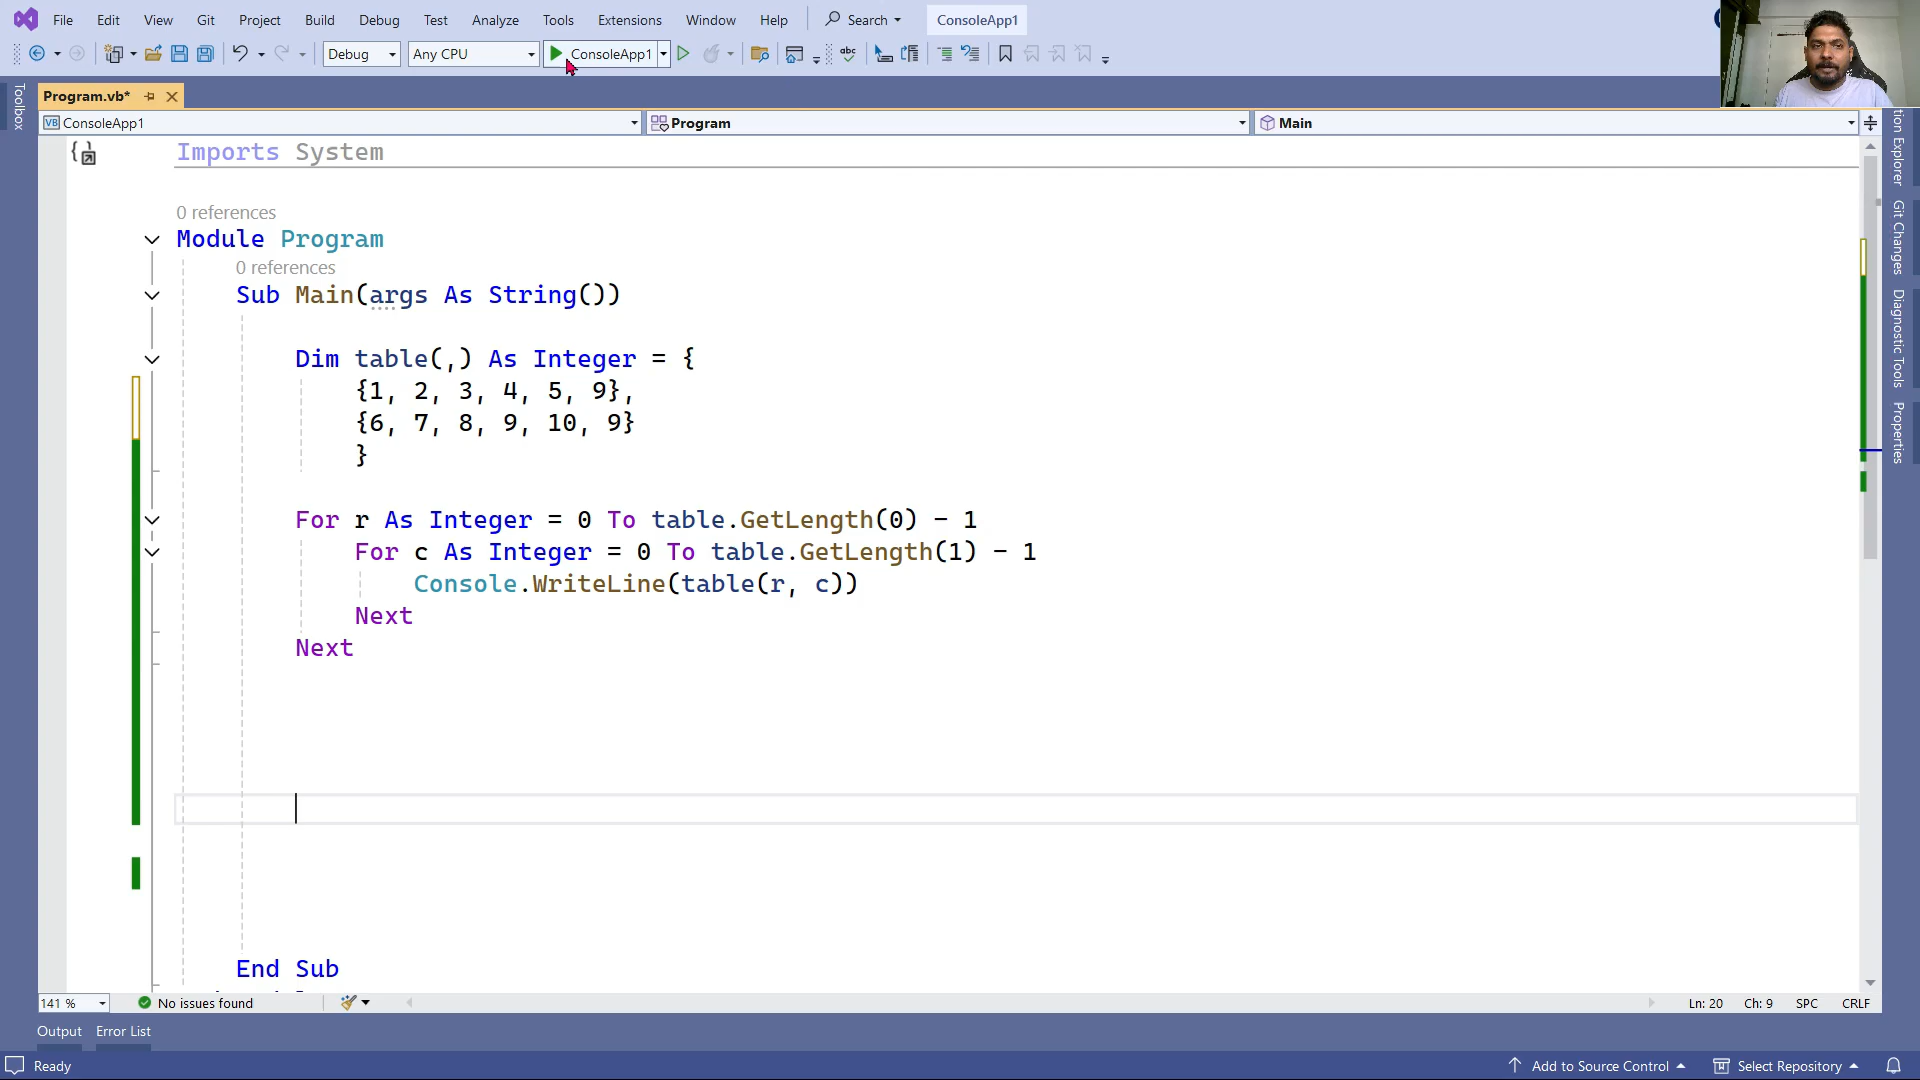 File Edit View Git Project Build Debug Test Analyze Tools Extensions Window Help Search ConsoleApp1
Debug Any CPU ConsoleApp1 abc
Toolbox
Program.vb*
VB ConsoleApp1 Program Main
Imports System
0 references
Module Program
0 references
Sub Main(args As String())
Dim table(,) As Integer = {
{1, 2, 3, 4, 5, 9},
{6, 7, 8, 9, 10, 9}
}
For r As Integer = 0 To table.GetLength(0) - 1
For c As Integer = 0 To table.GetLength(1) - 1
Console.WriteLine(table(r, c))
Next
Next
End Sub
tion Explorer
Git Changes
Diagnostic Tools
Properties
141 % No issues found Ln: 20 Ch: 9 SPC CRLF
Output Error List
Ready Add to Source Control Select Repository